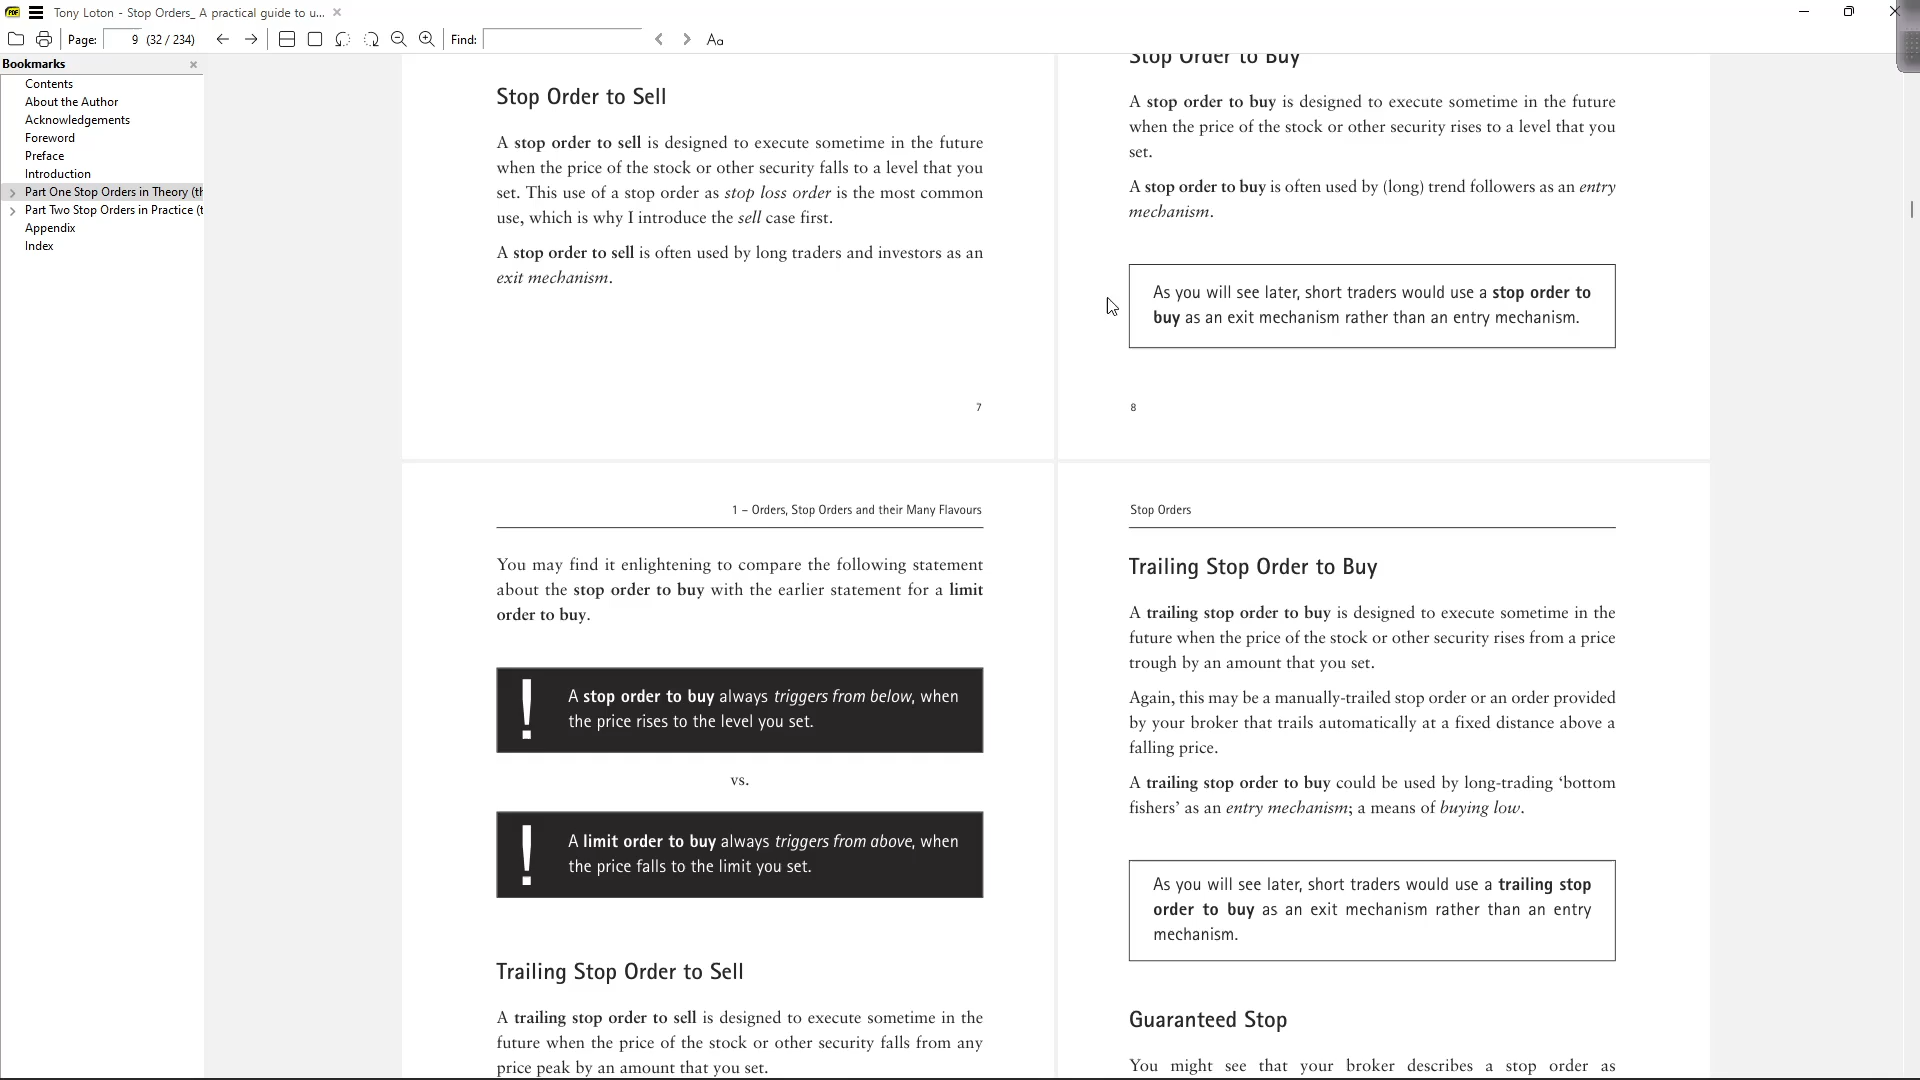 Tony Loton - Stop Orders_ A practical guide to u...
Page: 9 (32 / 234) Find: Aa
Bookmarks
Contents
About the Author
Acknowledgements
Foreword
Preface
Introduction
Part One Stop Orders in Theory (th
Part Two Stop Orders in Practice (t
Appendix
Index
Stop Order to Sell
A stop order to sell is designed to execute sometime in the future
when the price of the stock or other security falls to a level that you
set. This use of a stop order as stop loss order is the most common
use, which is why I introduce the sell case first.
A stop order to sell is often used by long traders and investors as an
exit mechanism.
7
Stop Order to Buy
A stop order to buy is designed to execute sometime in the future
when the price of the stock or other security rises to a level that you
set.
A stop order to buy is often used by (long) trend followers as an entry
mechanism.
As you will see later, short traders would use a stop order to
buy as an exit mechanism rather than an entry mechanism.
8
1 – Orders, Stop Orders and their Many Flavours
You may find it enlightening to compare the following statement
about the stop order to buy with the earlier statement for a limit
order to buy.
! A stop order to buy always triggers from below, when
the price rises to the level you set.
vs.
! A limit order to buy always triggers from above, when
the price falls to the limit you set.
Trailing Stop Order to Sell
A trailing stop order to sell is designed to execute sometime in the
future when the price of the stock or other security falls from any
price peak by an amount that you set.
Stop Orders
Trailing Stop Order to Buy
A trailing stop order to buy is designed to execute sometime in the
future when the price of the stock or other security rises from a price
trough by an amount that you set.
Again, this may be a manually-trailed stop order or an order provided
by your broker that trails automatically at a fixed distance above a
falling price.
A trailing stop order to buy could be used by long-trading ‘bottom
fishers’ as an entry mechanism; a means of buying low.
As you will see later, short traders would use a trailing stop
order to buy as an exit mechanism rather than an entry
mechanism.
Guaranteed Stop
You might see that your broker describes a stop order as